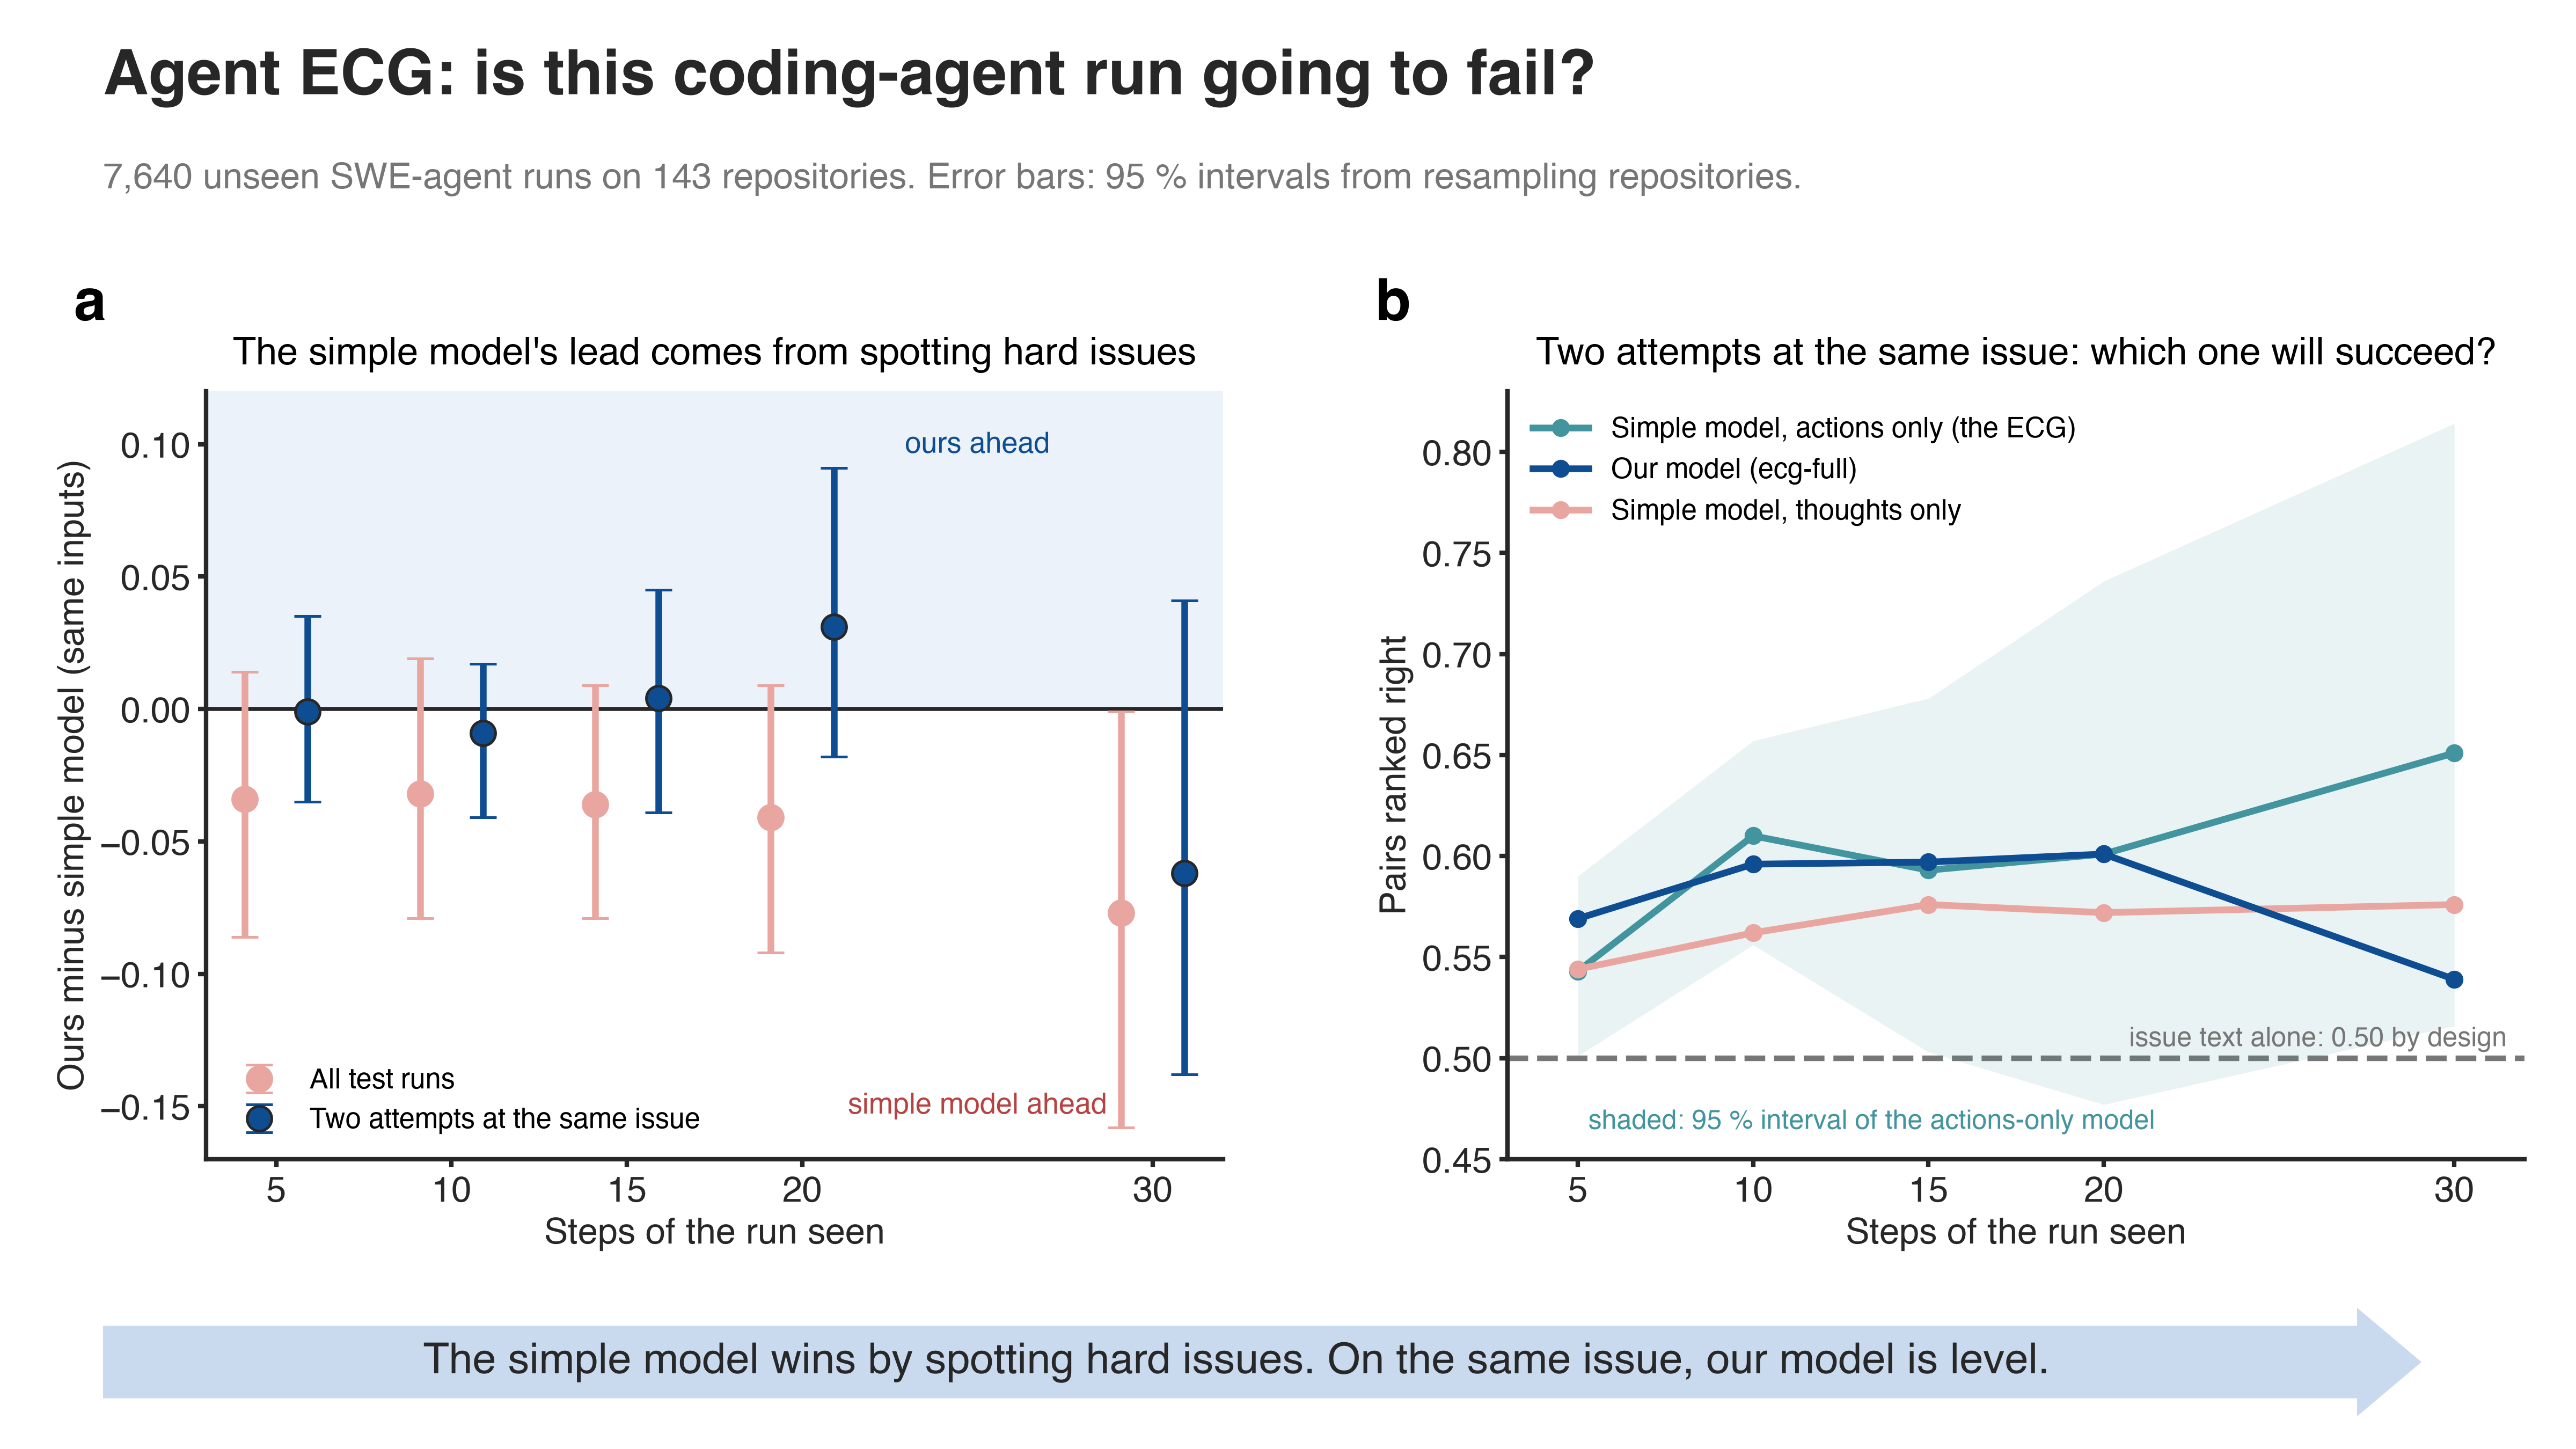 Agent ECG: is this coding-agent run going to fail?
7,640 unseen SWE-agent runs on 143 repositories. Error bars: 95 % intervals from resampling repositories.
a
The simple model's lead comes from spotting hard issues
Ours minus simple model (same inputs)
0.10
0.05
0.00
−0.05
−0.10
−0.15
ours ahead
simple model ahead
All test runs
Two attempts at the same issue
5
10
15
20
30
Steps of the run seen
b
Two attempts at the same issue: which one will succeed?
Simple model, actions only (the ECG)
Our model (ecg-full)
Simple model, thoughts only
Pairs ranked right
0.80
0.75
0.70
0.65
0.60
0.55
0.50
0.45
issue text alone: 0.50 by design
shaded: 95 % interval of the actions-only model
5
10
15
20
30
Steps of the run seen
The simple model wins by spotting hard issues. On the same issue, our model is level.